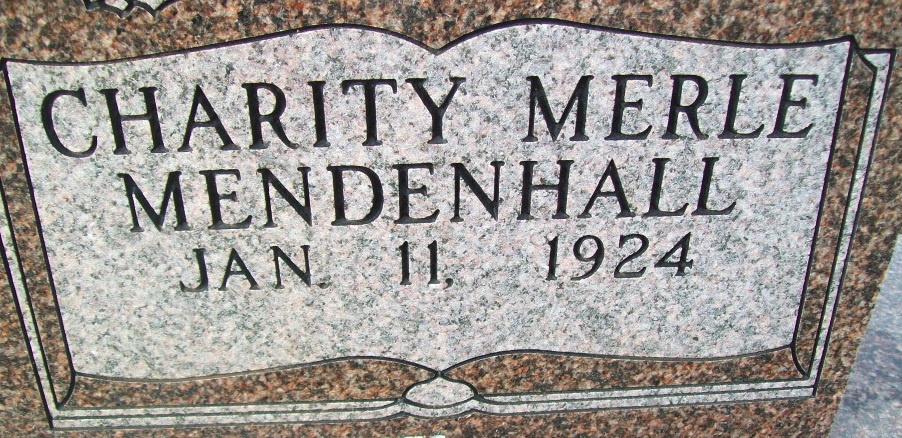 CHARITY MERLE
MENDENHALL
JAN. 11, 1924